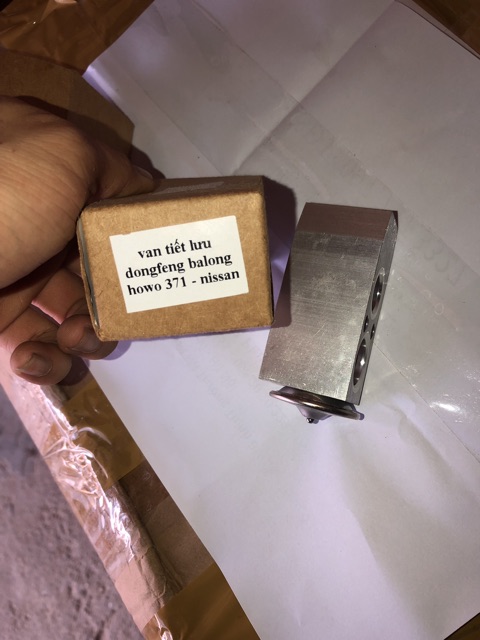 van tiết lưu
dongfeng balong
howo 371 - nissan